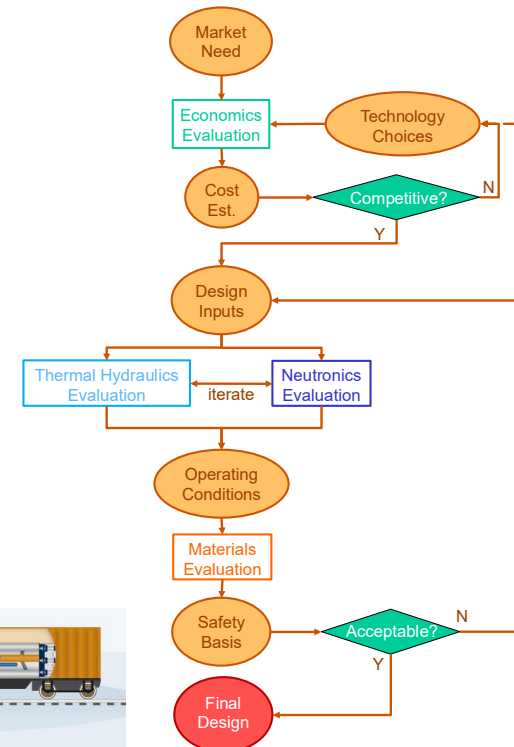 Market
Need
Economics
Evaluation
Technology
Choices
Cost
Est.
Competitive?
N
Y
Design
Inputs
Thermal Hydraulics
Evaluation
iterate
Neutronics
Evaluation
Operating
Conditions
Materials
Evaluation
Safety
Basis
Acceptable?
N
Y
Final
Design